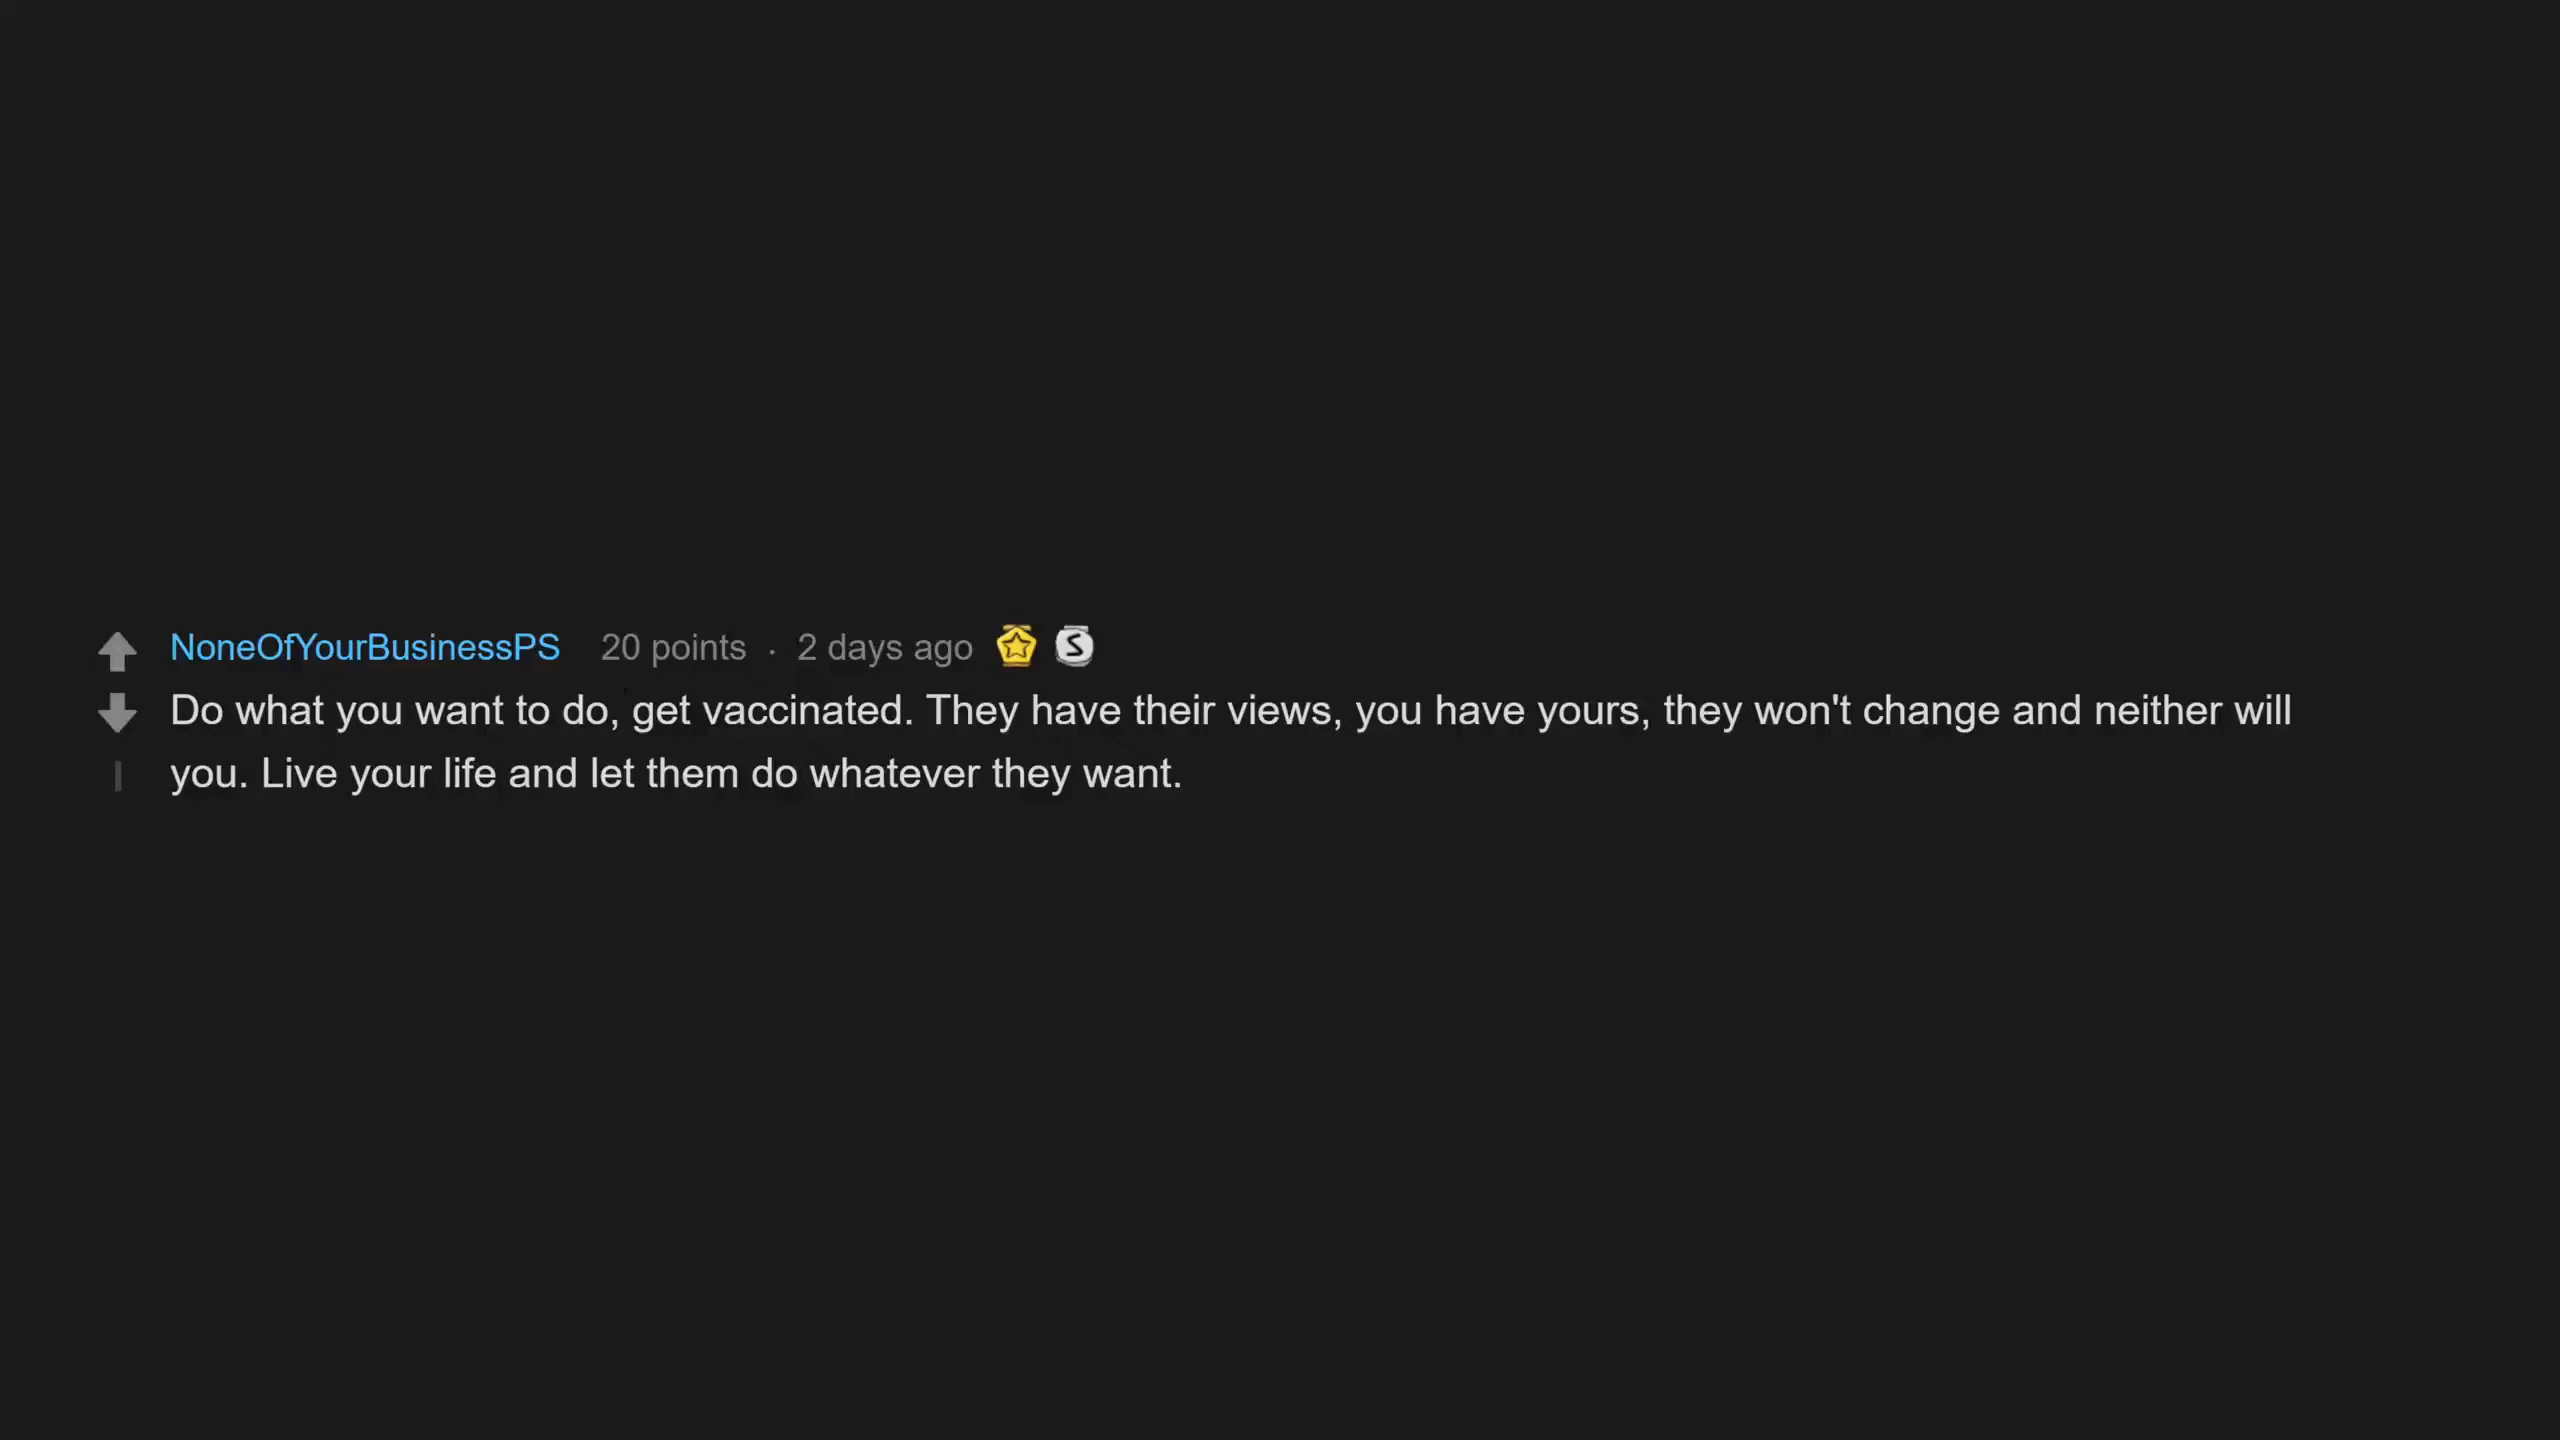 NoneOfYourBusinessPS 20 points · 2 days ago S
Do what you want to do, get vaccinated. They have their views, you have yours, they won't change and neither will
you. Live your life and let them do whatever they want.